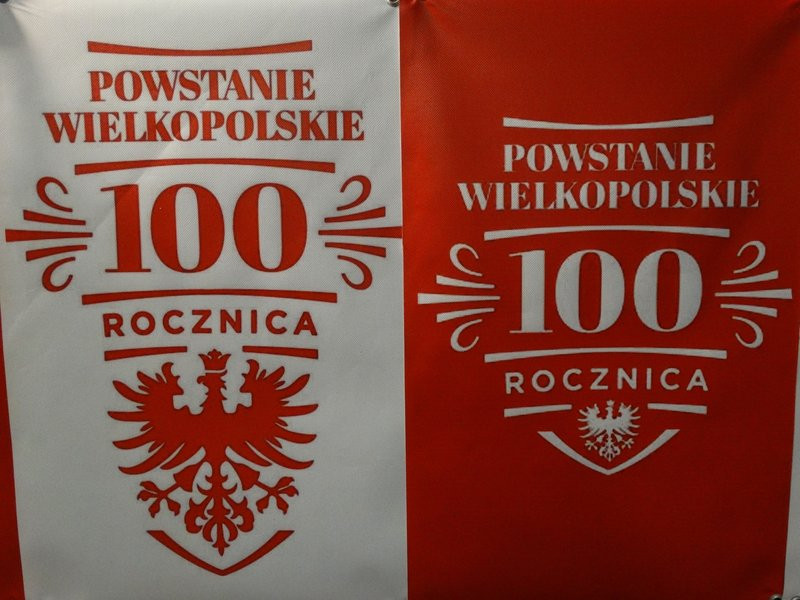 POWSTANIE
WIELKOPOLSKIE
100
ROCZNICA
POWSTANIE
WIELKOPOLSKIE
100
ROCZNICA